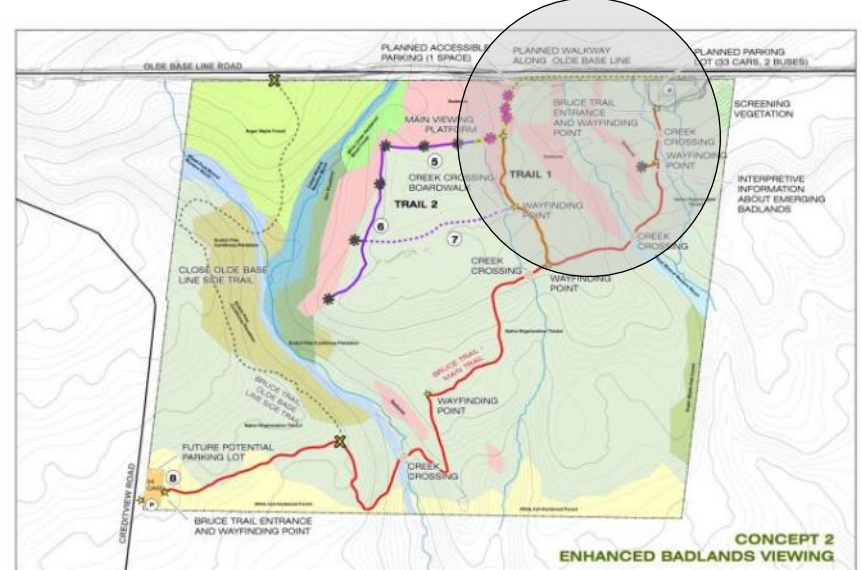 PLANNED ACCESSIBLE
PARKING (1 SPACE)
PLANNED WALKWAY
ALONG OLDE BASE LINE
PLANNED PARKING
LOT (33 CARS, 2 BUSES)
OLDE BASE LINE ROAD
SCREENING
VEGETATION
MAIN VIEWING
PLATFORM
BRUCE TRAIL
ENTRANCE
AND WAYFINDING
POINT
CREEK
CROSSING
WAYFINDING
POINT
5
CREEK CROSSING
BOARDWALK
TRAIL 1
INTERPRETIVE
INFORMATION
ABOUT EMERGING
BADLANDS
TRAIL 2
WAYFINDING
POINT
6
7
CREEK
CROSSING
CLOSE OLDE BASE
LINE SIDE TRAIL
CREEK
CROSSING
WAYFINDING
POINT
BRUCE TRAIL -
MAIN TRAIL
BRUCE TRAIL
OLDE BASE
LINE SIDE TRAIL
WAYFINDING
POINT
FUTURE POTENTIAL
PARKING LOT
8
P
CREEK
CROSSING
CREDITVIEW ROAD
BRUCE TRAIL ENTRANCE
AND WAYFINDING POINT
CONCEPT 2
ENHANCED BADLANDS VIEWING